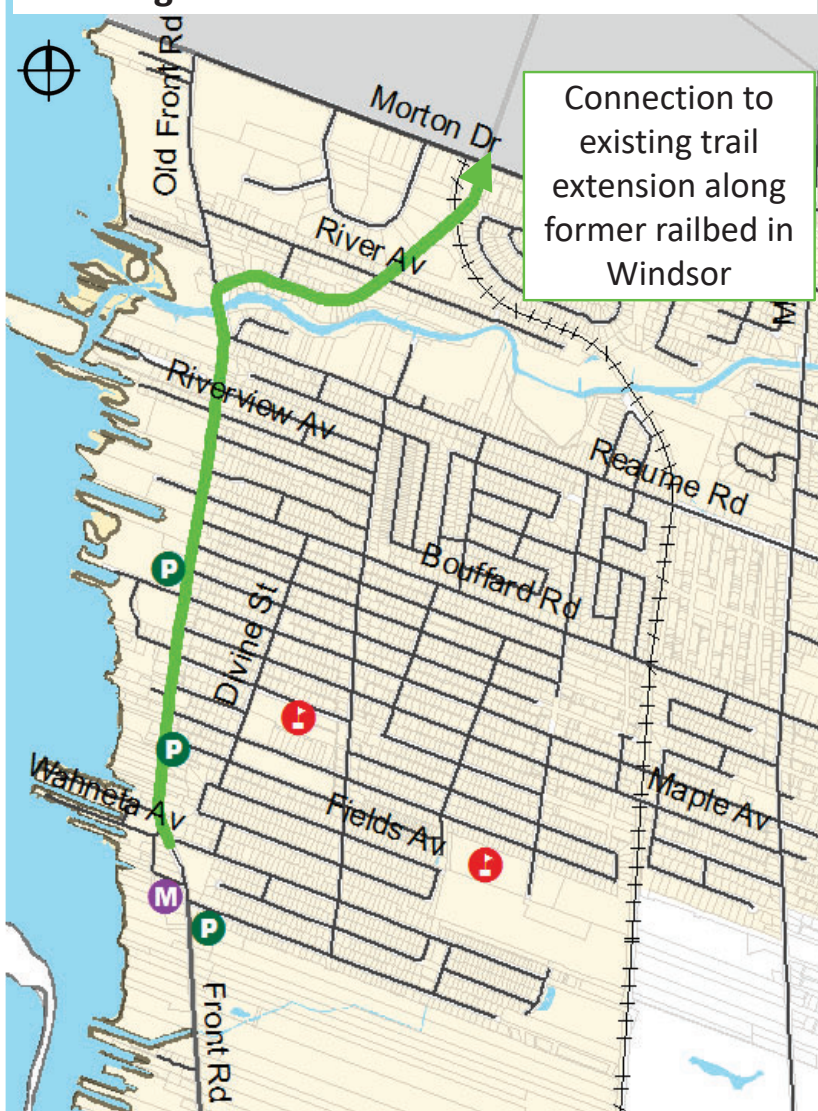 Old Front Rd
Morton Dr
Connection to
existing trail
extension along
former railbed in
Windsor
River Av
Riverview Av
Reaume Rd
Bouffard Rd
P
Divine St
P
Wahneta Av
Fields Av
Maple Av
M
P
Front Rd